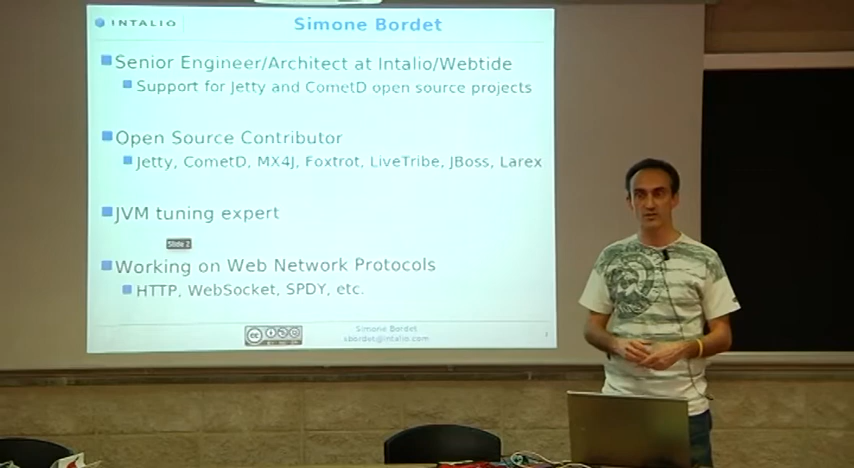 INTALIO
Simone Bordet
Senior Engineer/Architect at Intalio/Webtide
Support for Jetty and CometD open source projects
Open Source Contributor
Jetty, CometD, MX4J, Foxtrot, LiveTribe, JBoss, Larex
JVM tuning expert
Slide 2
Working on Web Network Protocols
HTTP, WebSocket, SPDY, etc.
cc
Simone Bordet
sbordet@intalio.com